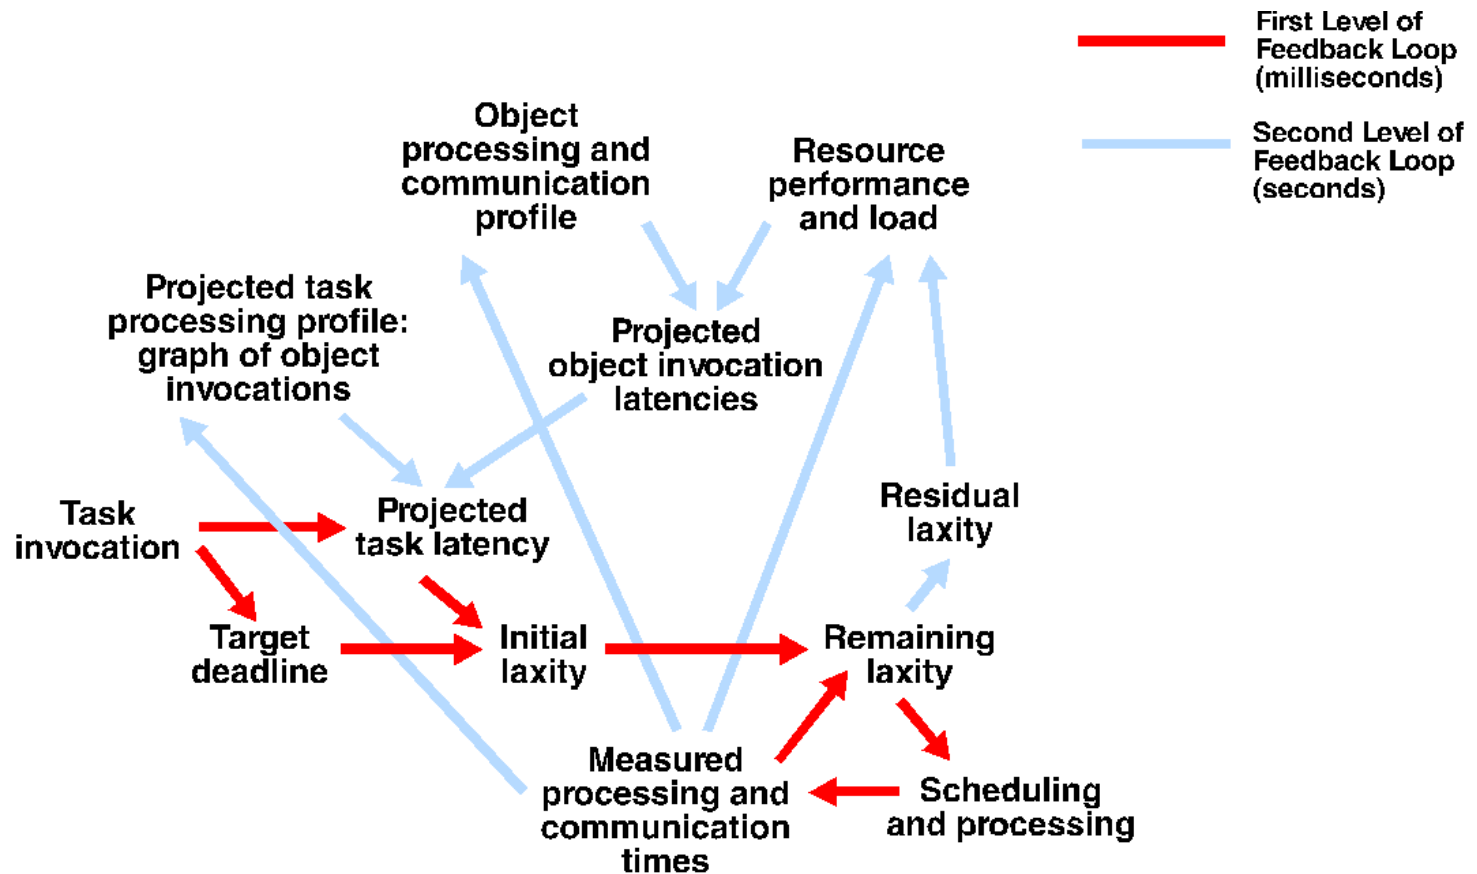 First Level of
Feedback Loop
(milliseconds)
Second Level of
Feedback Loop
(seconds)
Object
processing and
communication
profile
Resource
performance
and load
Projected task
processing profile:
graph of object
invocations
Projected
object invocation
latencies
Task
invocation
Projected
task latency
Residual
laxity
Target
deadline
Initial
laxity
Remaining
laxity
Measured
processing and
communication
times
Scheduling
and processing